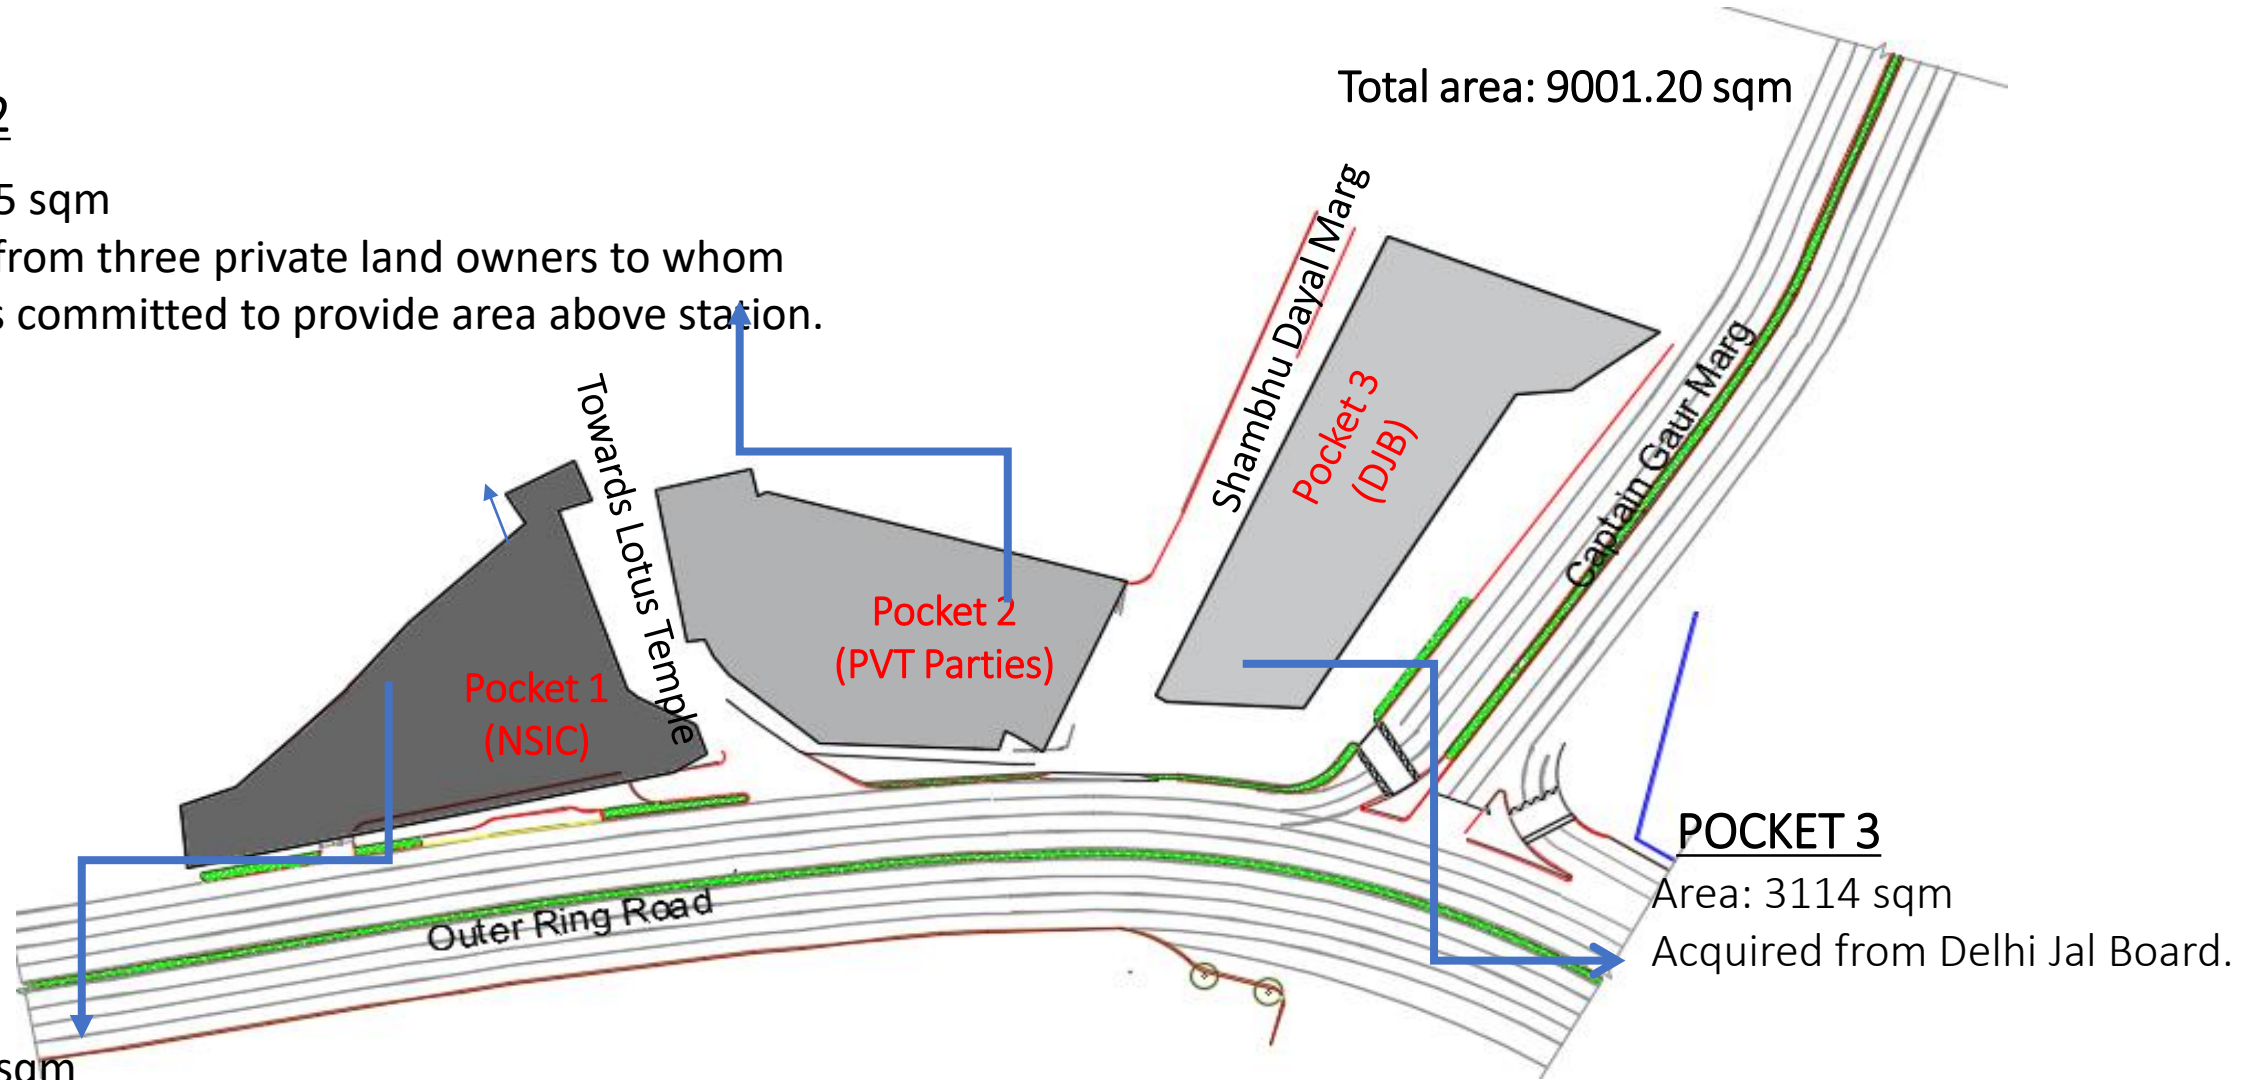 Total area: 9001.20 sqm
2
5 sqm
from three private land owners to whom
s committed to provide area above station.
Shambhu Dayal Marg
Towards Lotus Temple
Pocket 3
(DJB)
Captain Gaur Marg
Pocket 2
(PVT Parties)
Pocket 1
(NSIC)
Outer Ring Road
POCKET 3
Area: 3114 sqm
Acquired from Delhi Jal Board.
sqm